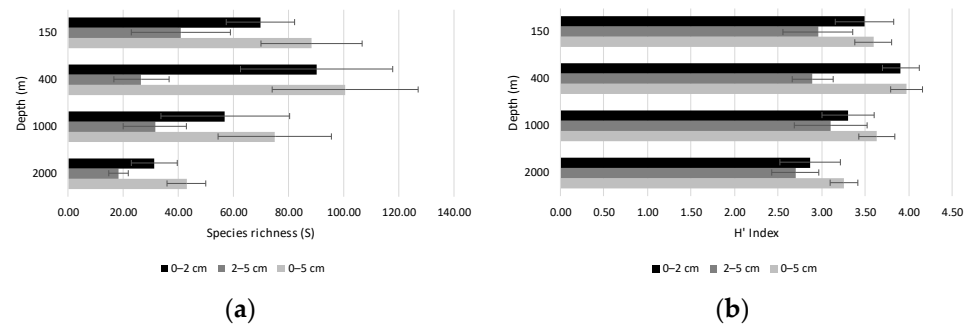 150
400
1000
2000
Depth (m)
0.00 20.00 40.00 60.00 80.00 100.00 120.00 140.00
Species richness (S)
0–2 cm 2–5 cm 0–5 cm
(a)
150
400
1000
2000
Depth (m)
0.00 0.50 1.00 1.50 2.00 2.50 3.00 3.50 4.00 4.50
H' Index
0–2 cm 2–5 cm 0–5 cm
(b)